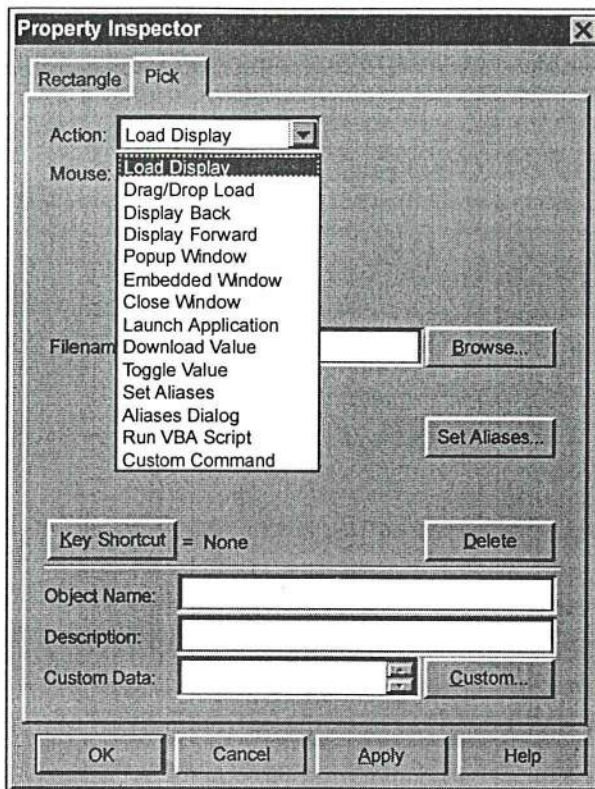 Property Inspector
Rectangle Pick
Action: Load Display
Mouse: Load Display
Drag/Drop Load
Display Back
Display Forward
Popup Window
Embedded Window
Close Window
Launch Application
Filenam Download Value Browse...
Toggle Value
Set Aliases
Aliases Dialog
Run VBA Script Set Aliases...
Custom Command
Key Shortcut = None Delete
Object Name:
Description:
Custom Data: Custom...
OK Cancel Apply Help